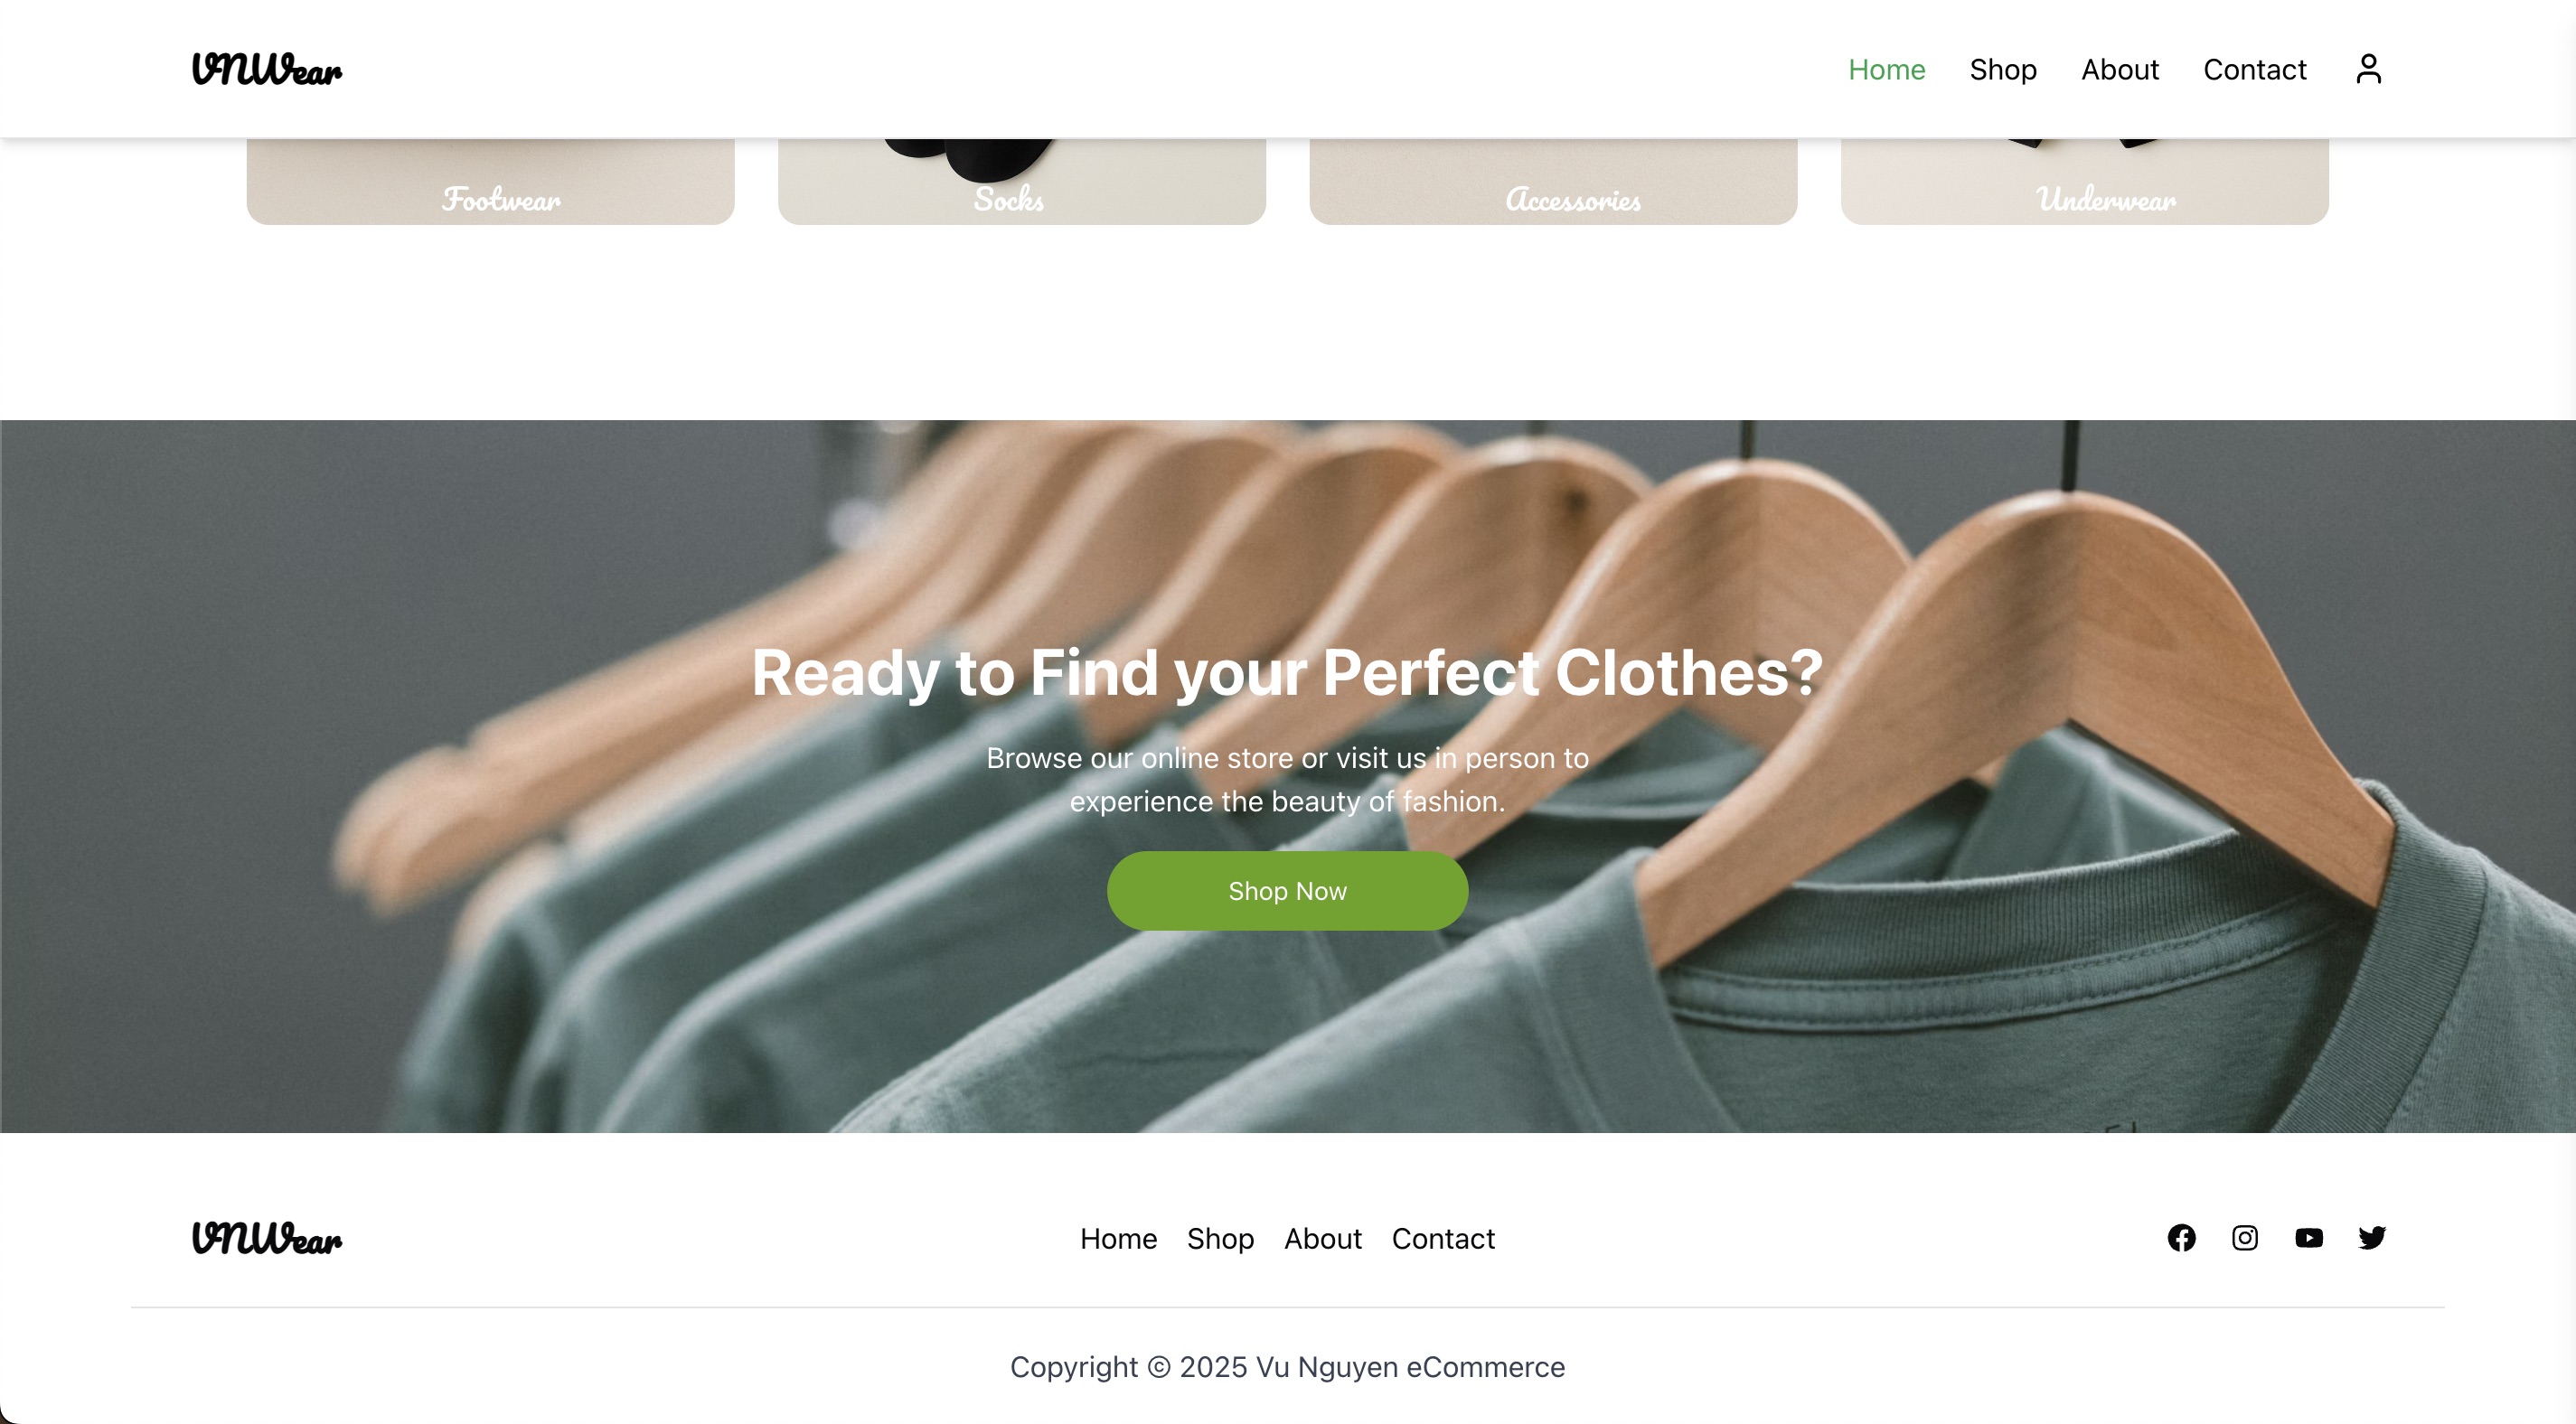 VNWear
Home Shop About Contact
Footwear Socks Accessories Underwear
Ready to Find your Perfect Clothes?
Browse our online store or visit us in person to
experience the beauty of fashion.
Shop Now
VNWear
Home Shop About Contact
Copyright © 2025 Vu Nguyen eCommerce